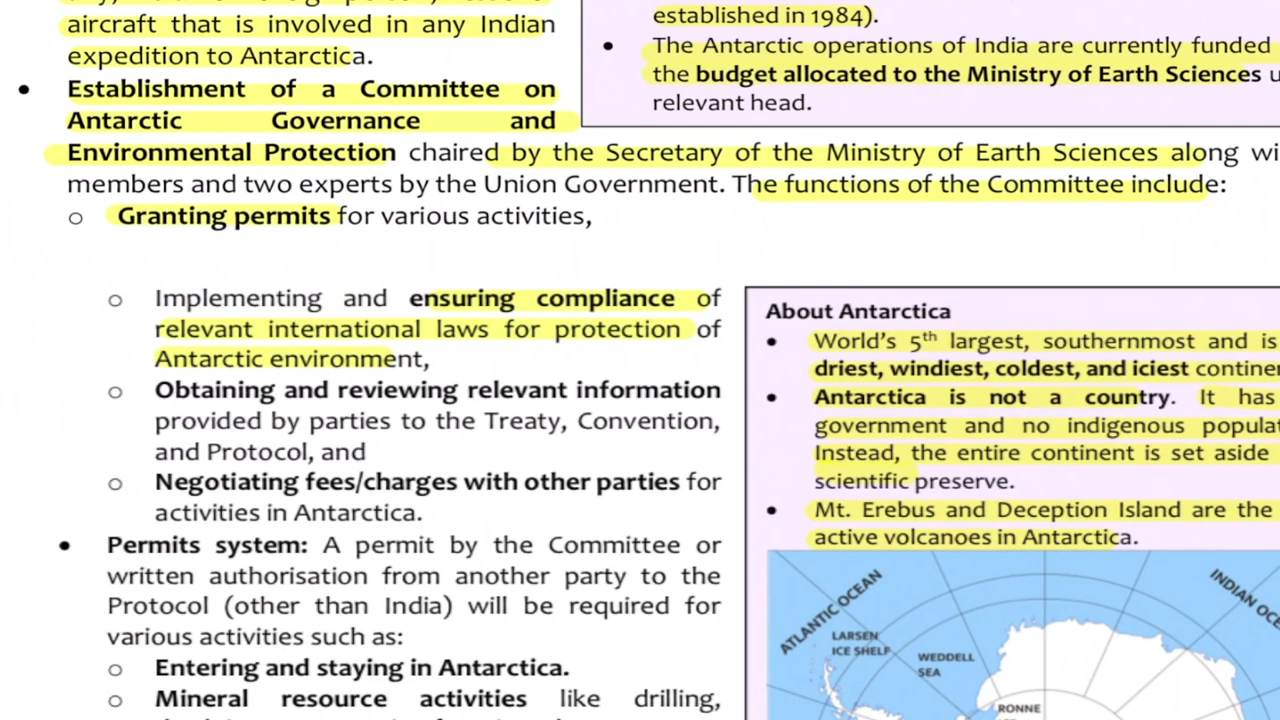 aircraft that is involved in any Indian
expedition to Antarctica.
• Establishment of a Committee on
Antarctic Governance and
Environmental Protection chaired by the Secretary of the Ministry of Earth Sciences along
members and two experts by the Union Government. The functions of the Committee include:
o Granting permits for various activities,
established in 1984).
• The Antarctic operations of India are currently funded
the budget allocated to the Ministry of Earth Sciences
relevant head.
o Implementing and ensuring compliance of
relevant international laws for protection of
Antarctic environment,
o Obtaining and reviewing relevant information
provided by parties to the Treaty, Convention,
and Protocol, and
o Negotiating fees/charges with other parties for
activities in Antarctica.
• Permits system: A permit by the Committee or
written authorisation from another party to the
Protocol (other than India) will be required for
various activities such as:
o Entering and staying in Antarctica.
o Mineral resource activities like drilling,
About Antarctica
• World's 5th largest, southernmost and is
driest, windiest, coldest, and iciest
• Antarctica is not a country. It has
government and no indigenous
Instead, the entire continent is set aside
scientific preserve.
• Mt. Erebus and Deception Island are the
active volcanoes in Antarctica.
ATLANTIC OCEAN
INDIAN
LARSEN
ICE SHELF
WEDDELL
SEA
RONNE